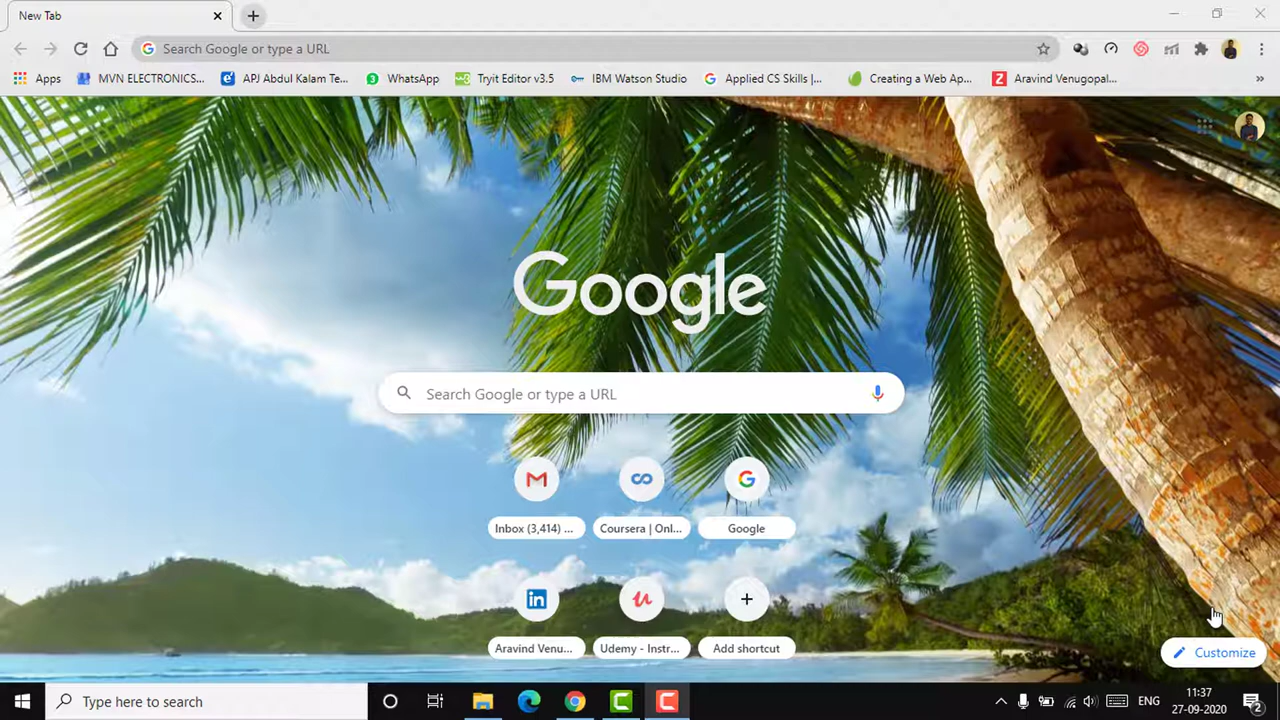 New Tab
Search Google or type a URL
Apps
MVN ELECTRONICS...
APJ Abdul Kalam Te...
WhatsApp
Tryit Editor v3.5
IBM Watson Studio
Applied CS Skills |...
Creating a Web Ap...
Aravind Venugopal...
»
Google
Search Google or type a URL
Inbox (3,414) ...
Coursera | Onl...
Google
Aravind Venu...
Udemy - Instr...
Add shortcut
Customize
Type here to search
ENG
11:37
27-09-2020
2